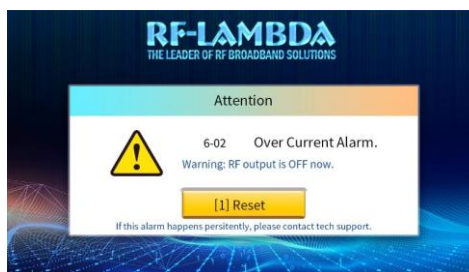 RF-LAMBDA
THE LEADER OF RF BROADBAND SOLUTIONS
Attention
6-02 Over Current Alarm.
Warning: RF output is OFF now.
[1] Reset
If this alarm happens persitently, please contact tech support.